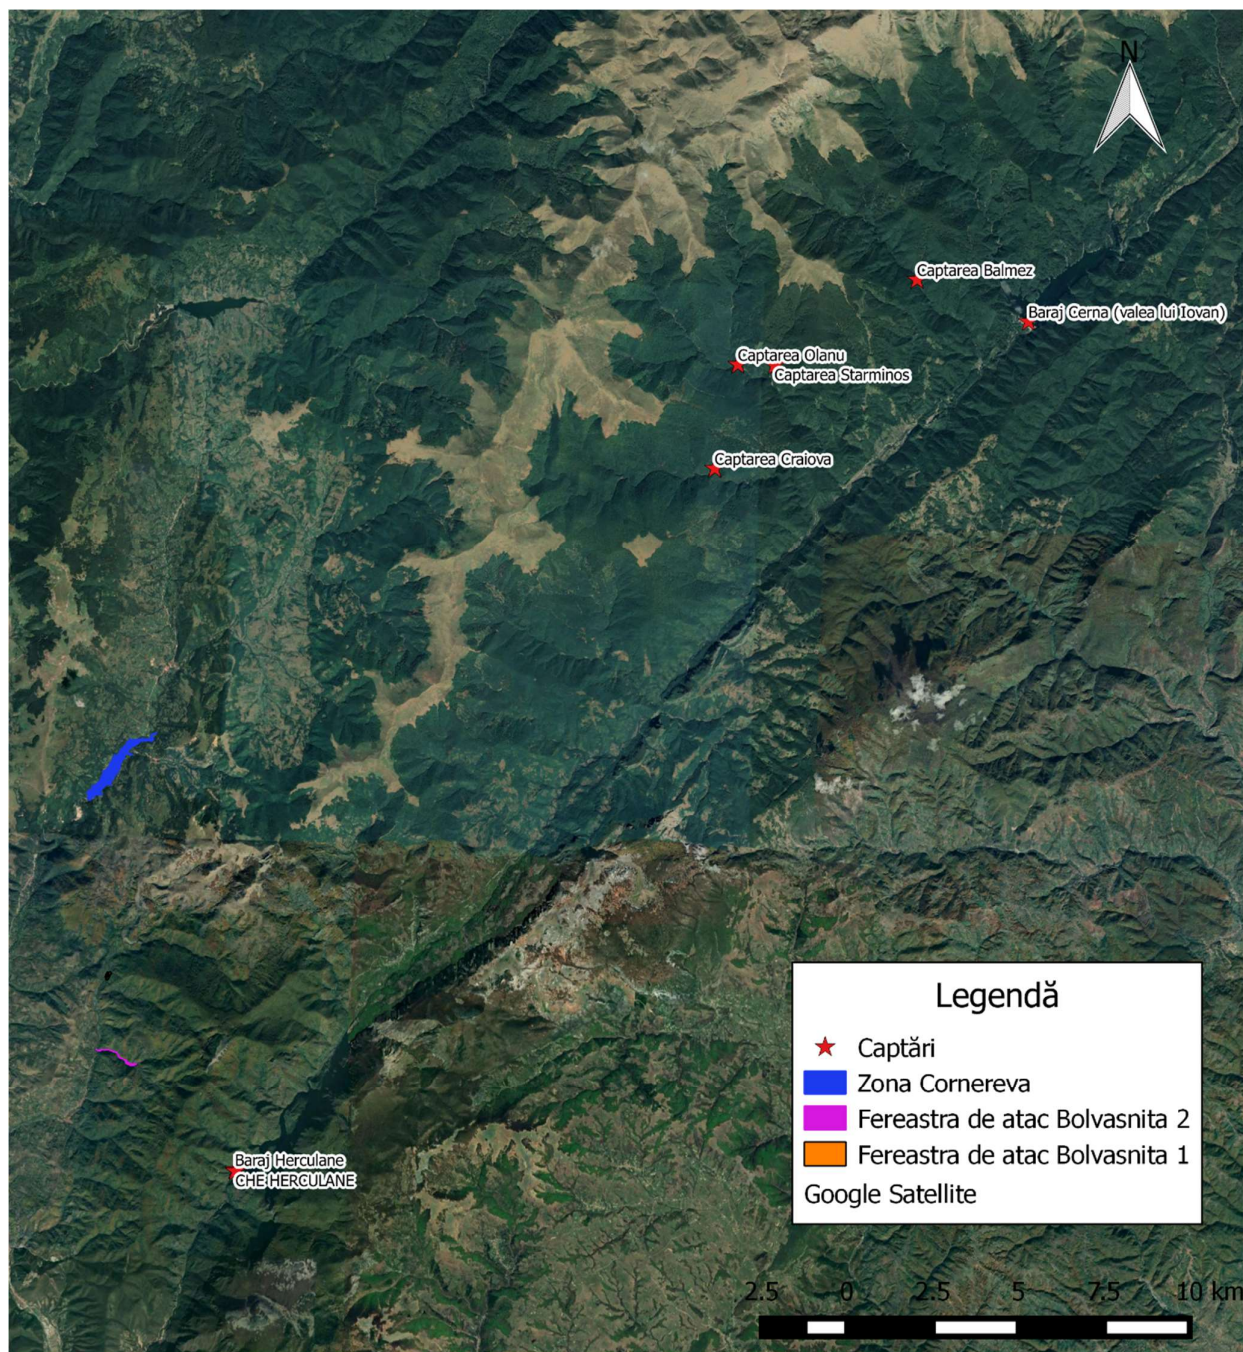 N
Captarea Balmez
Baraj Cerna (valea lui Iovan)
Captarea Olanu
Captarea Starminos
Captarea Craiova
Baraj Herculane
CHE HERCULANE
Legendă
Captări
Zona Cornereva
Fereastra de atac Bolvasnita 2
Fereastra de atac Bolvasnita 1
Google Satellite
2.5 0 2.5 5 7.5 10 km